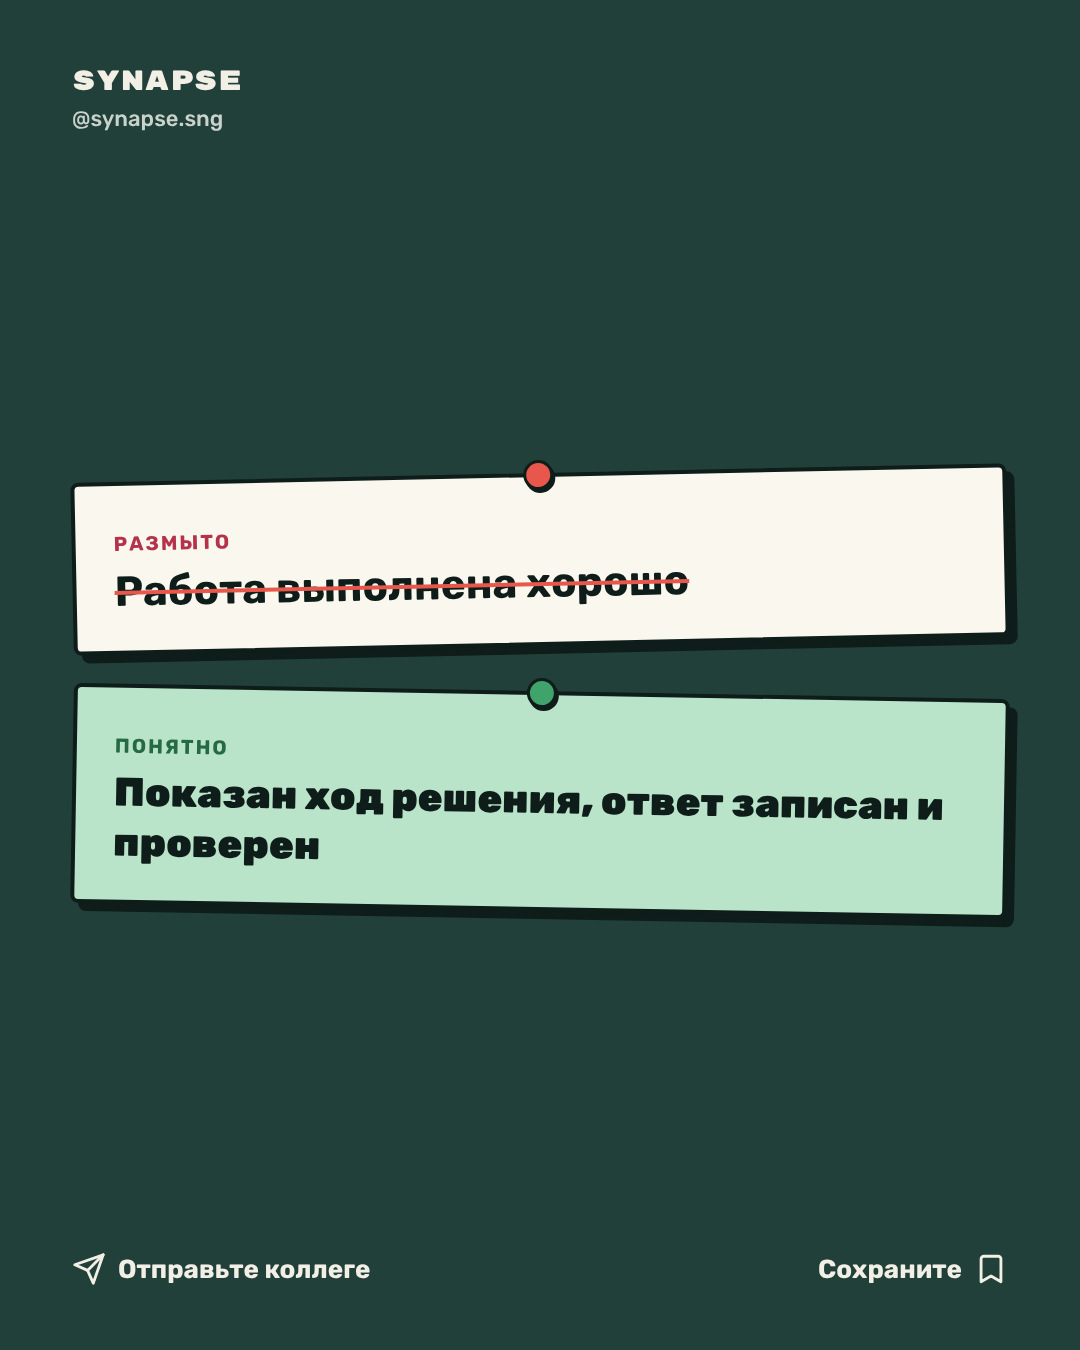 SYNAPSE
@synapse.sng
РАЗМЫТО
Работа выполнена хорошо
ПОНЯТНО
Показан ход решения, ответ записан и
проверен
Отправьте коллеге
Сохраните